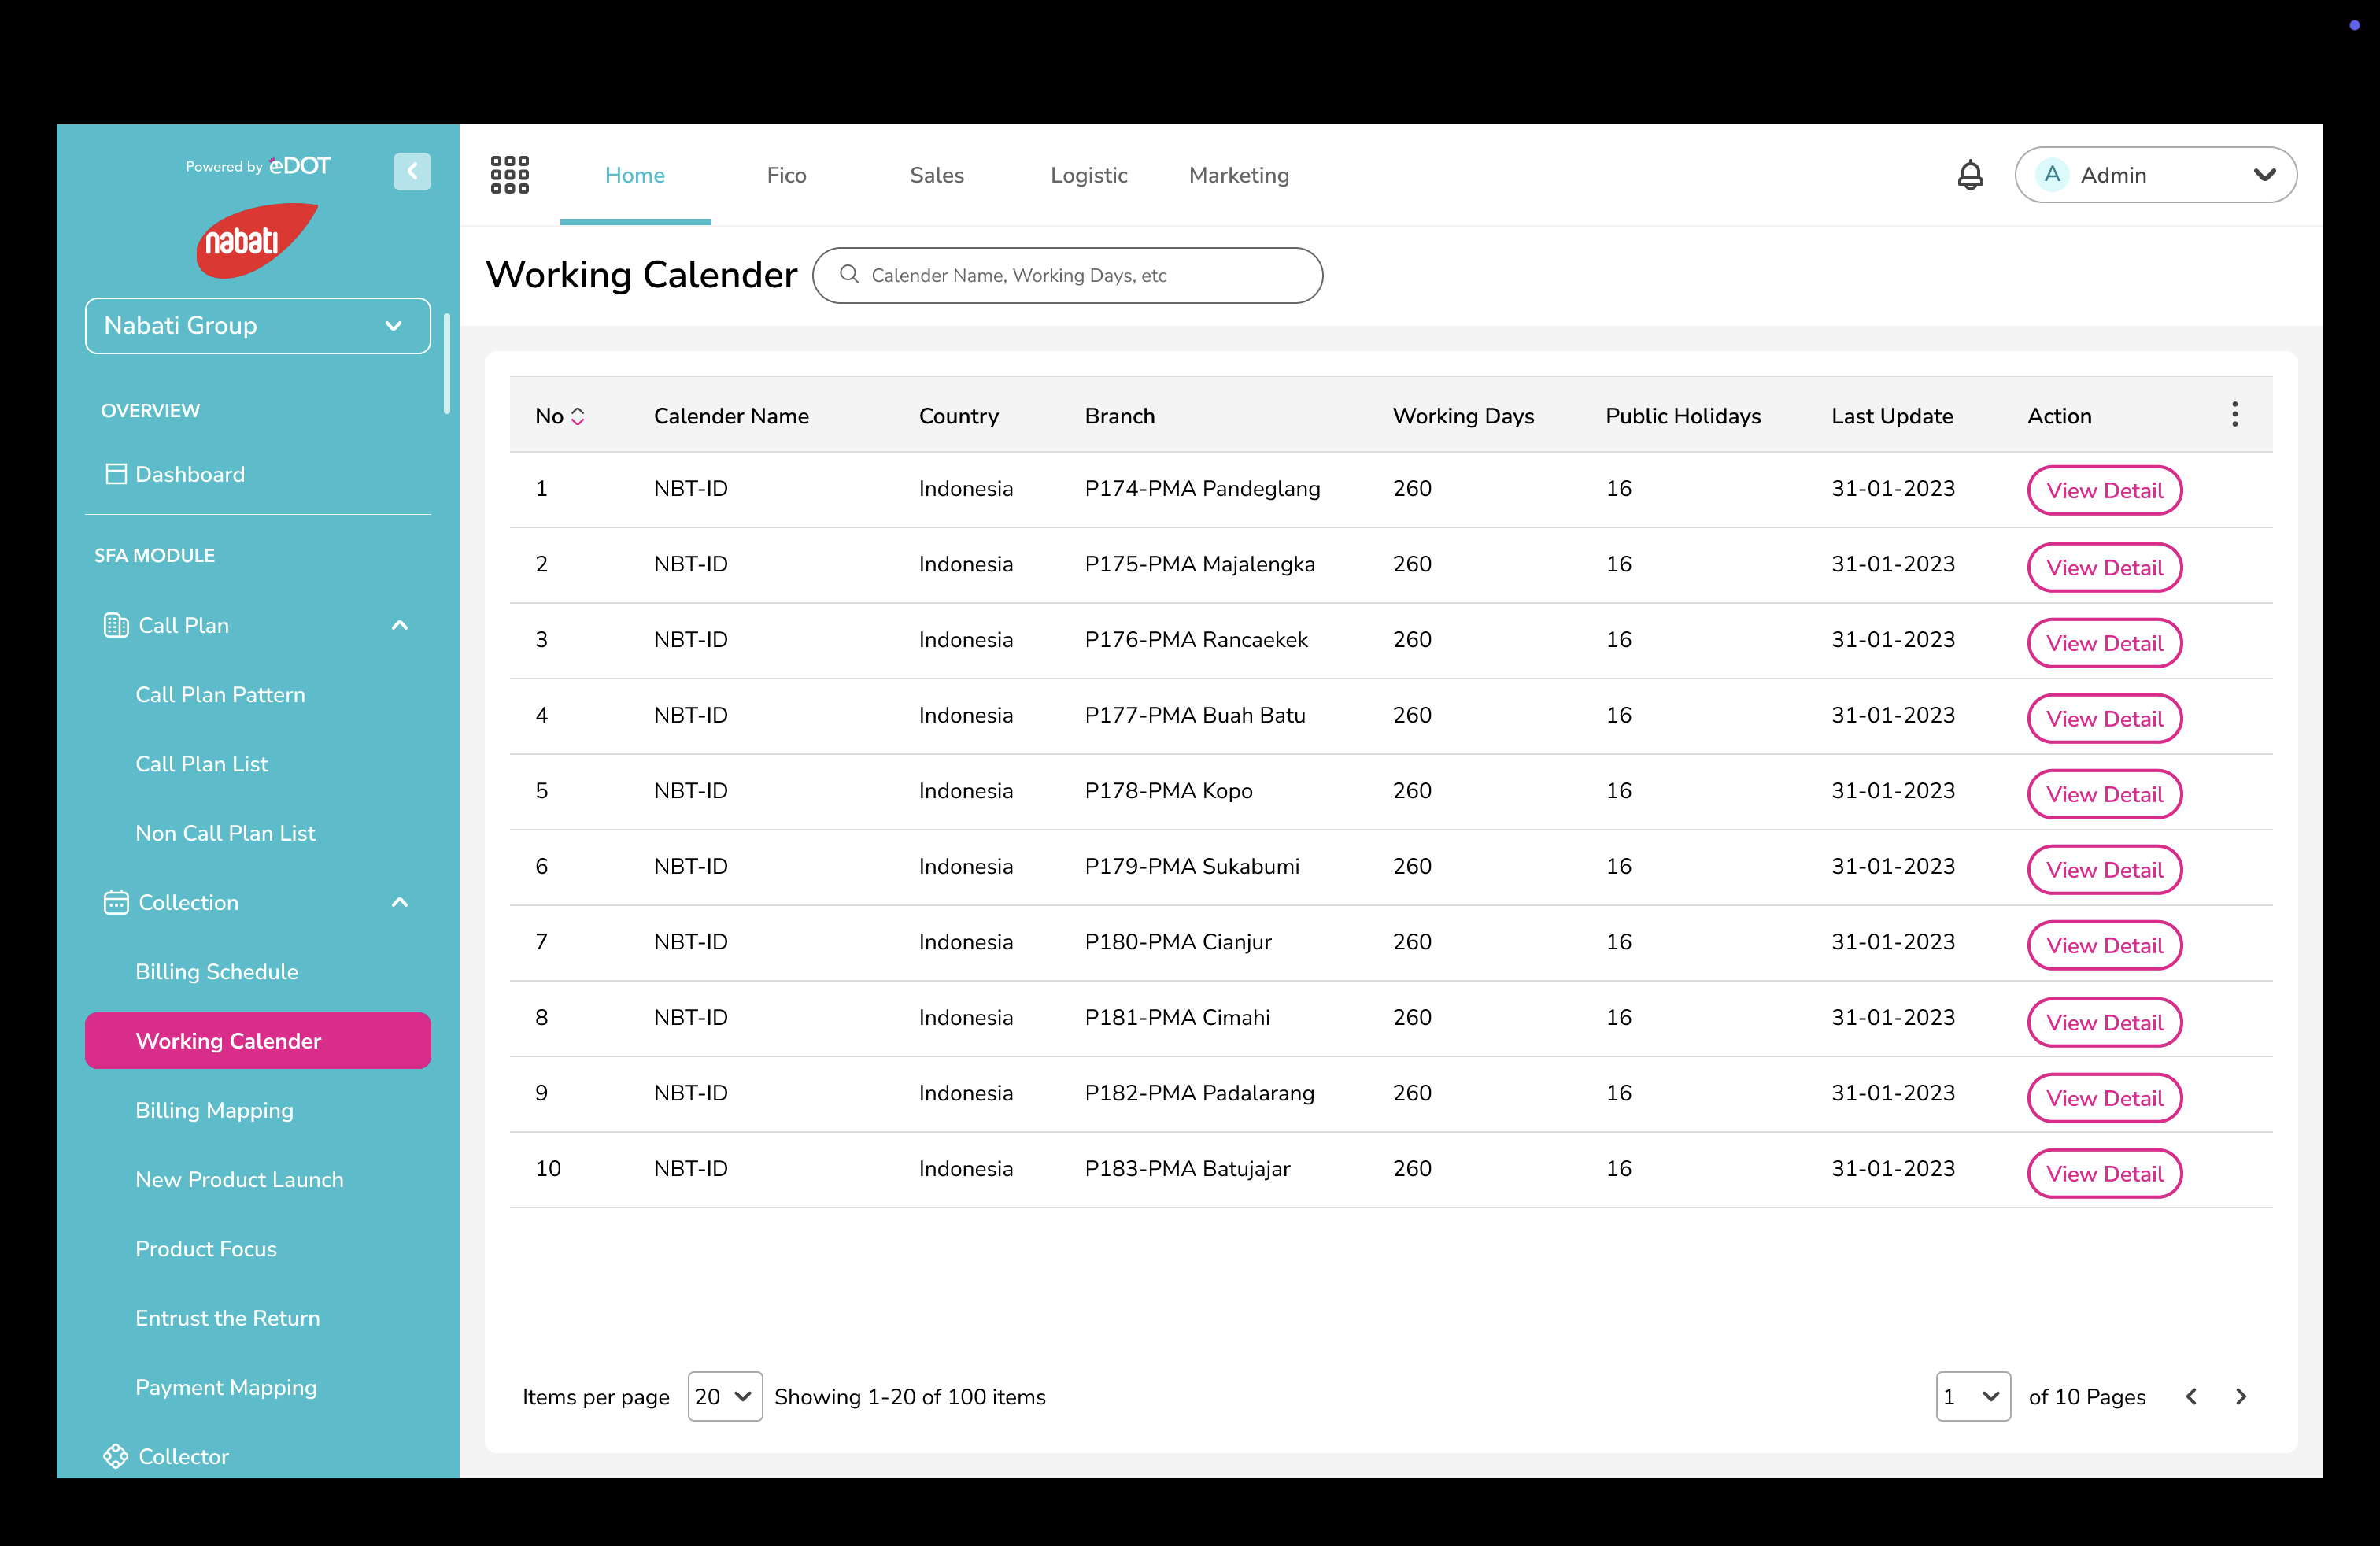 Powered by eDOT
nabati
Nabati Group
OVERVIEW
Dashboard
SFA MODULE
Call Plan
Call Plan Pattern
Call Plan List
Non Call Plan List
Collection
Billing Schedule
Working Calender
Billing Mapping
New Product Launch
Product Focus
Entrust the Return
Payment Mapping
Collector
Home Fico Sales Logistic Marketing
A Admin
Working Calender
Calender Name, Working Days, etc
No Calender Name Country Branch Working Days Public Holidays Last Update Action
1 NBT-ID Indonesia P174-PMA Pandeglang 260 16 31-01-2023 View Detail
2 NBT-ID Indonesia P175-PMA Majalengka 260 16 31-01-2023 View Detail
3 NBT-ID Indonesia P176-PMA Rancaekek 260 16 31-01-2023 View Detail
4 NBT-ID Indonesia P177-PMA Buah Batu 260 16 31-01-2023 View Detail
5 NBT-ID Indonesia P178-PMA Kopo 260 16 31-01-2023 View Detail
6 NBT-ID Indonesia P179-PMA Sukabumi 260 16 31-01-2023 View Detail
7 NBT-ID Indonesia P180-PMA Cianjur 260 16 31-01-2023 View Detail
8 NBT-ID Indonesia P181-PMA Cimahi 260 16 31-01-2023 View Detail
9 NBT-ID Indonesia P182-PMA Padalarang 260 16 31-01-2023 View Detail
10 NBT-ID Indonesia P183-PMA Batujajar 260 16 31-01-2023 View Detail
Items per page 20 Showing 1-20 of 100 items 1 of 10 Pages